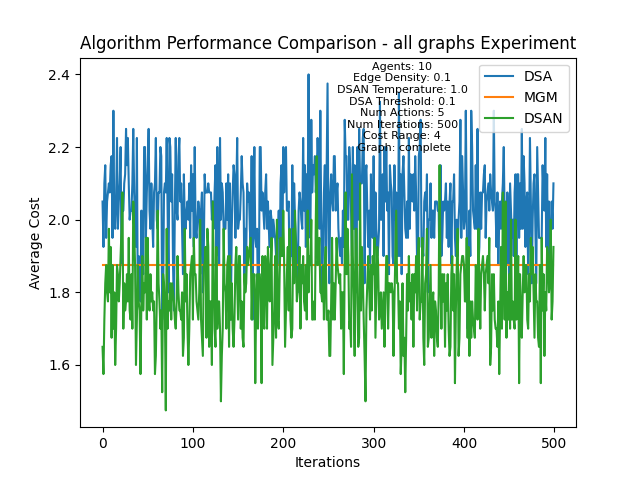 Algorithm Performance Comparison - all graphs Experiment
Agents: 10
Edge Density: 0.1
DSAN Temperature: 1.0
DSA Threshold: 0.1
Num Actions: 5
Num Iterations: 500
Cost Range: 4
Graph: complete
DSA
MGM
DSAN
2.4
2.2
2.0
1.8
1.6
Average Cost
0 100 200 300 400 500
Iterations